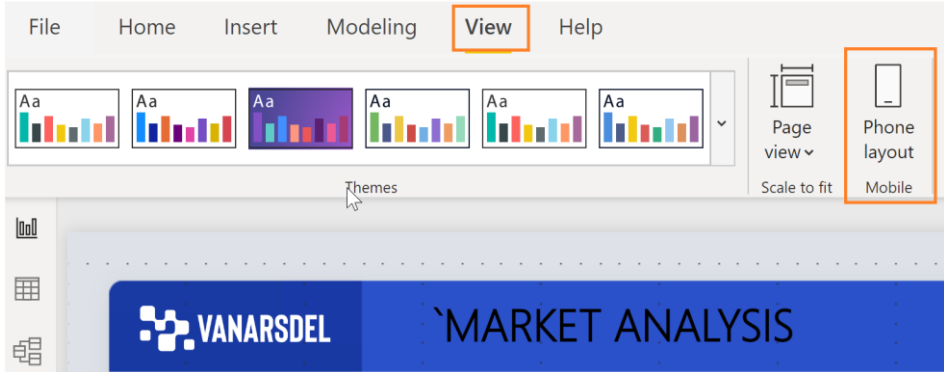 File Home Insert Modeling View Help
Aa Aa Aa Aa Aa Aa
Page view
Phone layout
Themes Scale to fit Mobile
VANARSDEL `MARKET ANALYSIS